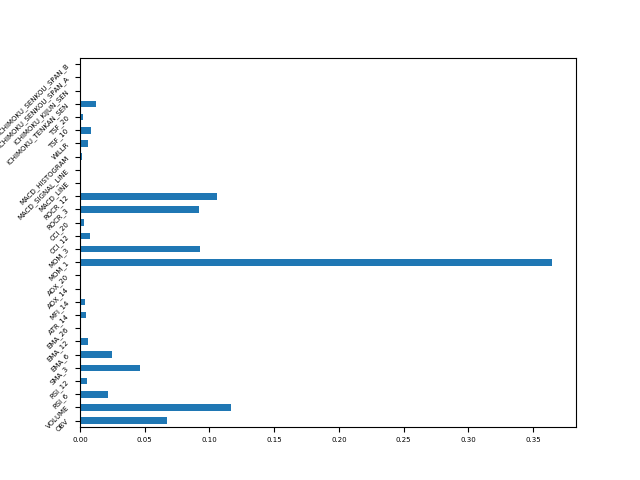 ICHIMOKU_SENKOU_SPAN_B
ICHIMOKU_SENKOU_SPAN_A
ICHIMOKU_KIJUN_SEN
ICHIMOKU_TENKAN_SEN
TSF_20
TSF_10
WILLR
MACD_HISTOGRAM
MACD_SIGNAL_LINE
MACD_LINE
ROCR_12
ROCR_3
CCI_20
CCI_12
MOM_3
MOM_1
ADX_20
ADX_14
MFI_14
ATR_14
EMA_26
EMA_12
EMA_6
SMA_3
RSI_12
RSI_6
VOLUME
OBV
0.00 0.05 0.10 0.15 0.20 0.25 0.30 0.35